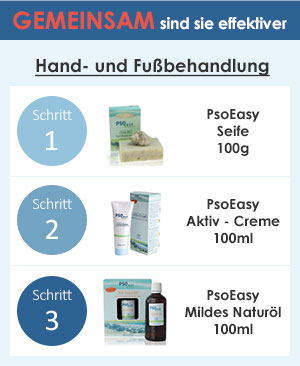 GEMEINSAM sind sie effektiver
Hand- und Fußbehandlung
Schritt
1
PsoEasy
Seife
100g
Schritt
2
PsoEasy
Aktiv - Creme
100ml
Schritt
3
PsoEasy
Mildes Naturöl
100ml